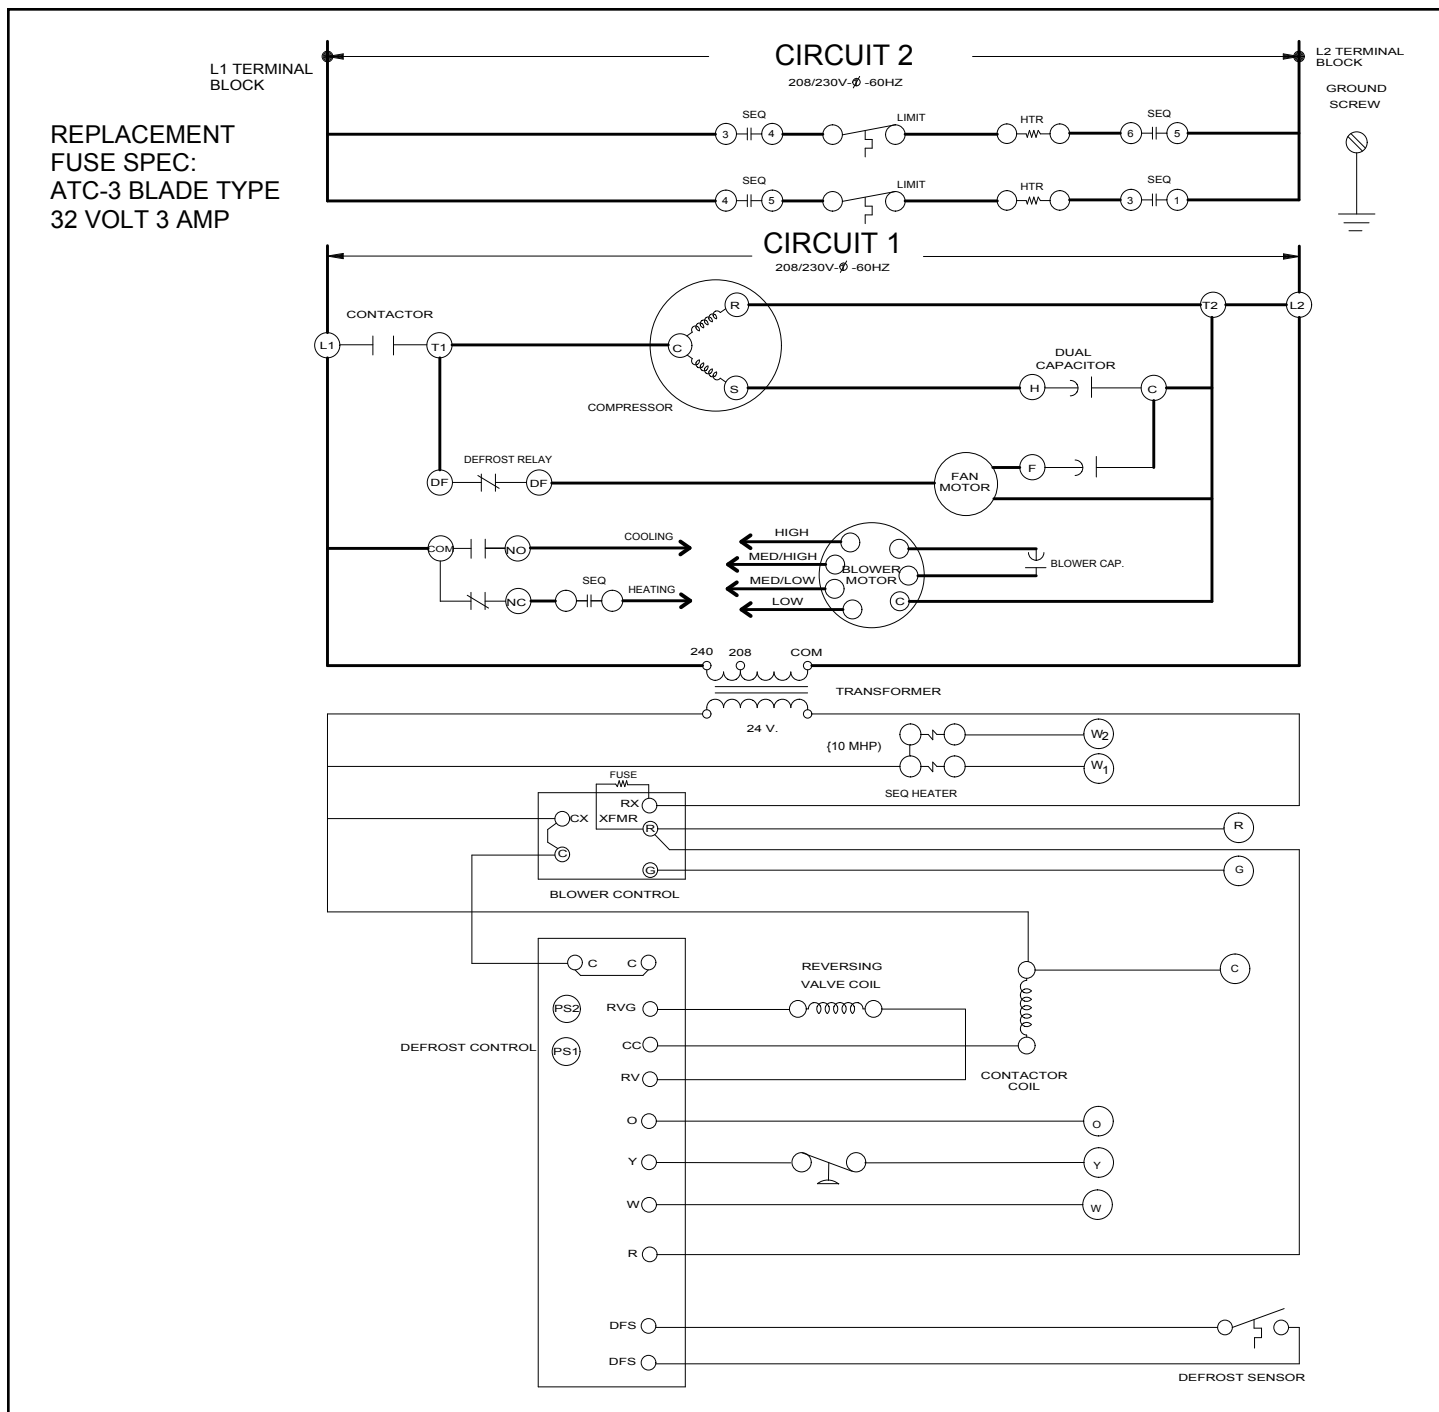 CIRCUIT 2
208/230V-ϕ -60HZ
L1 TERMINAL
BLOCK
L2 TERMINAL
BLOCK
GROUND
SCREW
REPLACEMENT
FUSE SPEC:
ATC-3 BLADE TYPE
32 VOLT 3 AMP
SEQ
3
4
LIMIT
HTR
SEQ
6
5
SEQ
4
5
LIMIT
HTR
SEQ
3
1
CIRCUIT 1
208/230V-ϕ -60HZ
CONTACTOR
L1
T1
R
C
S
COMPRESSOR
T2
L2
DUAL
CAPACITOR
H
C
DEFROST RELAY
DF
DF
FAN
MOTOR
F
COM
NO
COOLING
NC
SEQ
HEATING
HIGH
MED/HIGH
MED/LOW
LOW
BLOWER
MOTOR
C
BLOWER CAP.
240
208
COM
TRANSFORMER
24 V.
{10 MHP)
W2
W1
SEQ HEATER
FUSE
RX
CX
XFMR
R
R
C
G
G
BLOWER CONTROL
C
C
C
REVERSING
VALVE COIL
PS2
RVG
DEFROST CONTROL
PS1
CC
RV
CONTACTOR
COIL
O
O
Y
Y
W
W
R
DFS
DFS
DEFROST SENSOR